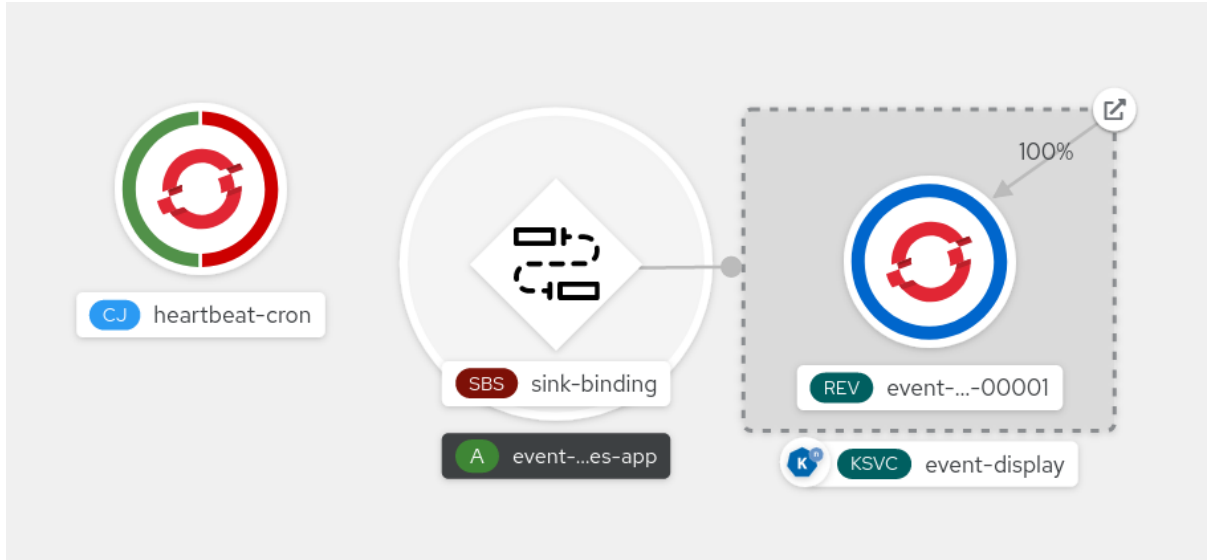 CJ heartbeat-cron
SBS sink-binding
A event-...es-app
100%
REV event-...-00001
K n KSVC event-display